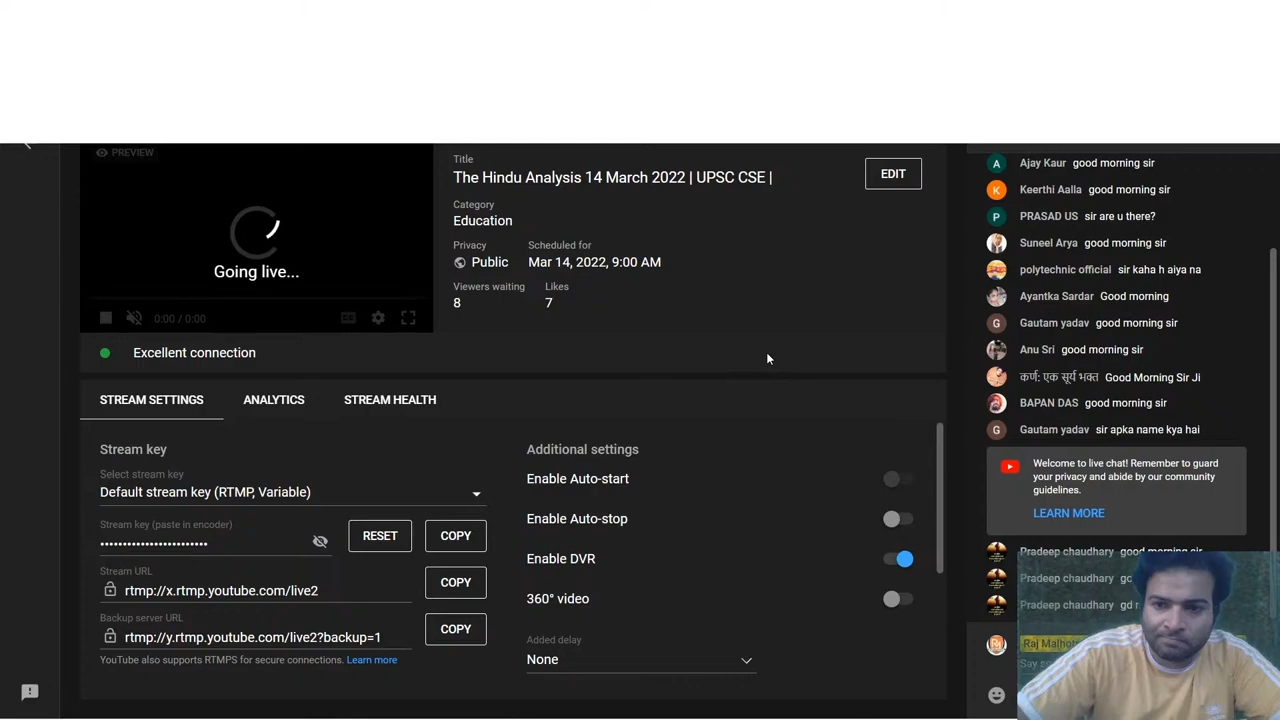 PREVIEW
Going live...
0:00 / 0:00
Excellent connection
Title
The Hindu Analysis 14 March 2022 | UPSC CSE |
EDIT
Category
Education
Privacy
Scheduled for
Public
Mar 14, 2022, 9:00 AM
Viewers waiting
Likes
8
7
STREAM SETTINGS
ANALYTICS
STREAM HEALTH
Stream key
Select stream key
Default stream key (RTMP, Variable)
Stream key (paste in encoder)
••••••••••••••••••••••••
RESET
COPY
Stream URL
rtmp://x.rtmp.youtube.com/live2
COPY
Backup server URL
rtmp://y.rtmp.youtube.com/live2?backup=1
COPY
YouTube also supports RTMPS for secure connections. Learn more
Additional settings
Enable Auto-start
Enable Auto-stop
Enable DVR
360° video
Added delay
None
A Ajay Kaur good morning sir
K Keerthi Aalla good morning sir
P PRASAD US sir are u there?
Suneel Arya good morning sir
polytechnic official sir kaha h aiya na
Ayantka Sardar Good morning
G Gautam yadav good morning sir
Anu Sri good morning sir
कर्ण: एक सूर्य भक्त Good Morning Sir Ji
BAPAN DAS good morning sir
G Gautam yadav sir apka name kya hai
Welcome to live chat! Remember to guard
your privacy and abide by our community
guidelines.
LEARN MORE
Pradeep chaudhary good morning sir
Pradeep chaudhary
Pradeep chaudhary gd
Raj Malhot
Say